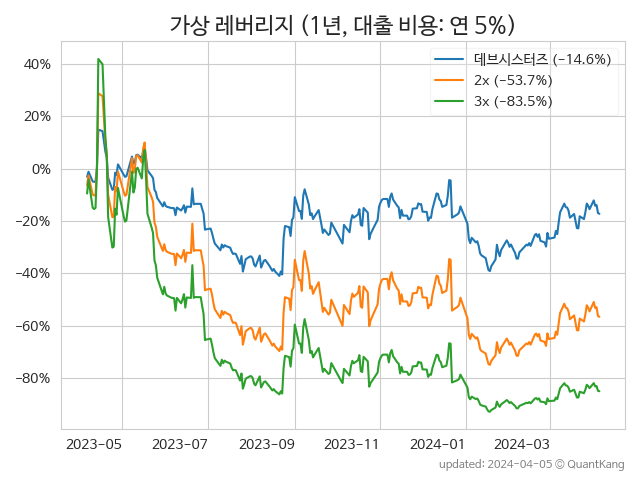 가상 레버리지 (1년, 대출 비용: 연 5%)
데브시스터즈 (−14.6%)
2x (−53.7%)
3x (−83.5%)
40%
20%
0%
−20%
−40%
−60%
−80%
2023-05 2023-07 2023-09 2023-11 2024-01 2024-03
updated: 2024-04-05 © QuantKang